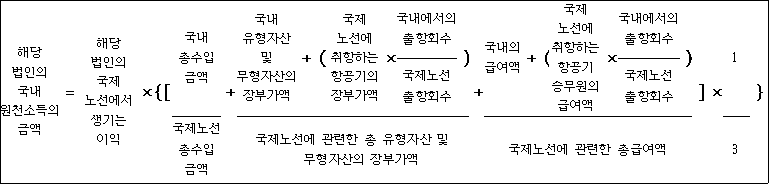 해당
법인의
국내
원천소득의
금액
=
해당
법인의
국제
노선에서
생기는
이익
×{[
국내
총수입
금액
국제노선
총수입
금액
+
국내
유형자산
및
무형자산의
장부가액
+
(
국제
노선에
취항하는
항공기의
장부가액
×
국내에서의
출항회수
국제노선
출항회수
)
국제노선에 관련한 총 유형자산 및
무형자산의 장부가액
+
국내의
급여액
+
(
국제
노선에
취항하는
항공기
승무원의
급여액
×
국내에서의
출항회수
국제노선
출항회수
)
국제노선에 관련한 총급여액
] ×
1
3
}